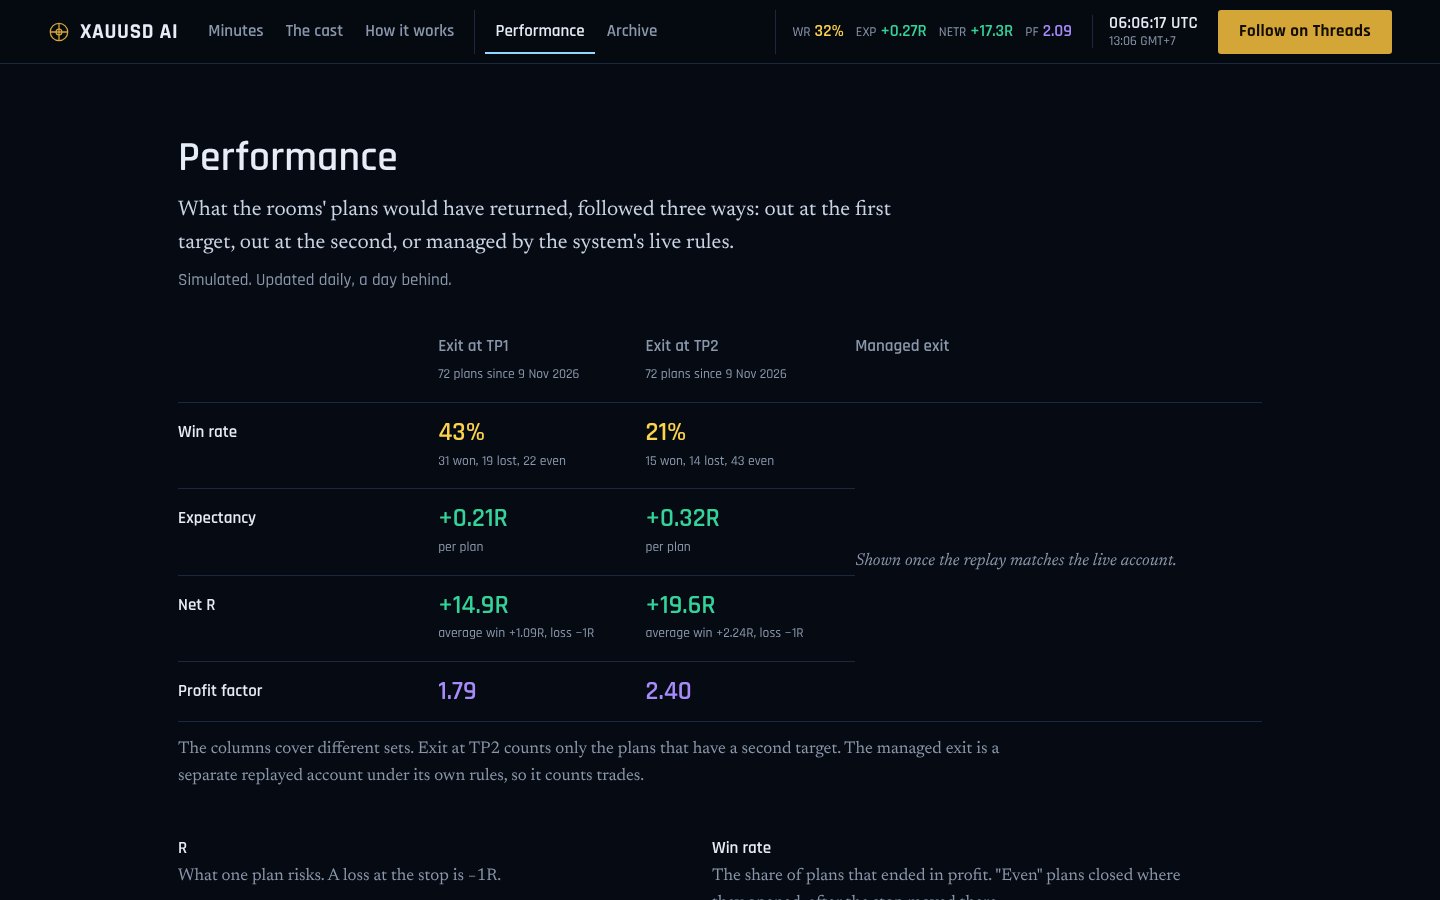 XAUUSD AI
Minutes
The cast
How it works
Performance
Archive
WR 32% EXP +0.27R NETR +17.3R PF 2.09
06:06:17 UTC
13:06 GMT+7
Follow on Threads
Performance
What the rooms' plans would have returned, followed three ways: out at the first
target, out at the second, or managed by the system's live rules.
Simulated. Updated daily, a day behind.
Exit at TP1 Exit at TP2 Managed exit
72 plans since 9 Nov 2026 72 plans since 9 Nov 2026
Win rate 43% 21%
31 won, 19 lost, 22 even 15 won, 14 lost, 43 even
Expectancy +0.21R +0.32R
per plan per plan
Shown once the replay matches the live account.
Net R +14.9R +19.6R
average win +1.09R, loss −1R average win +2.24R, loss −1R
Profit factor 1.79 2.40
The columns cover different sets. Exit at TP2 counts only the plans that have a second target. The managed exit is a
separate replayed account under its own rules, so it counts trades.
R
What one plan risks. A loss at the stop is −1R.
Win rate
The share of plans that ended in profit. "Even" plans closed where